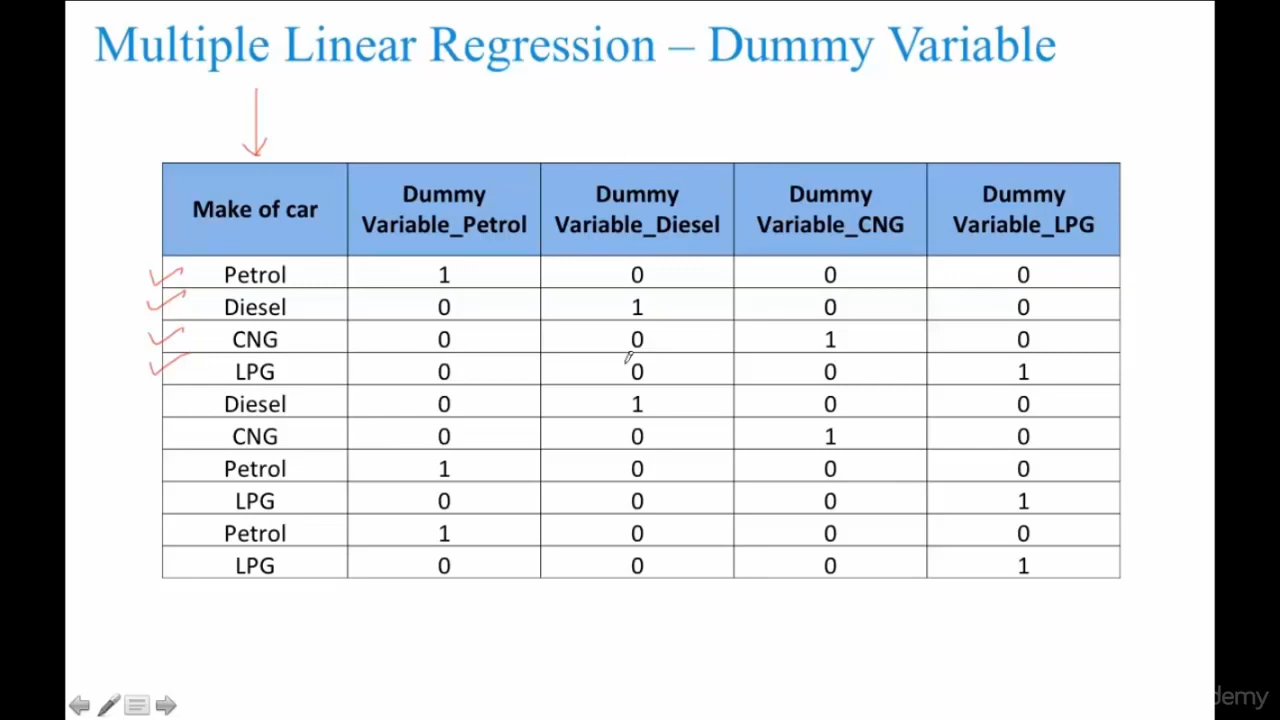 Multiple Linear Regression – Dummy Variable
Make of car Dummy Variable_Petrol Dummy Variable_Diesel Dummy Variable_CNG Dummy Variable_LPG
Petrol 1 0 0 0
Diesel 0 1 0 0
CNG 0 0 1 0
LPG 0 0 0 1
Diesel 0 1 0 0
CNG 0 0 1 0
Petrol 1 0 0 0
LPG 0 0 0 1
Petrol 1 0 0 0
LPG 0 0 0 1
demy